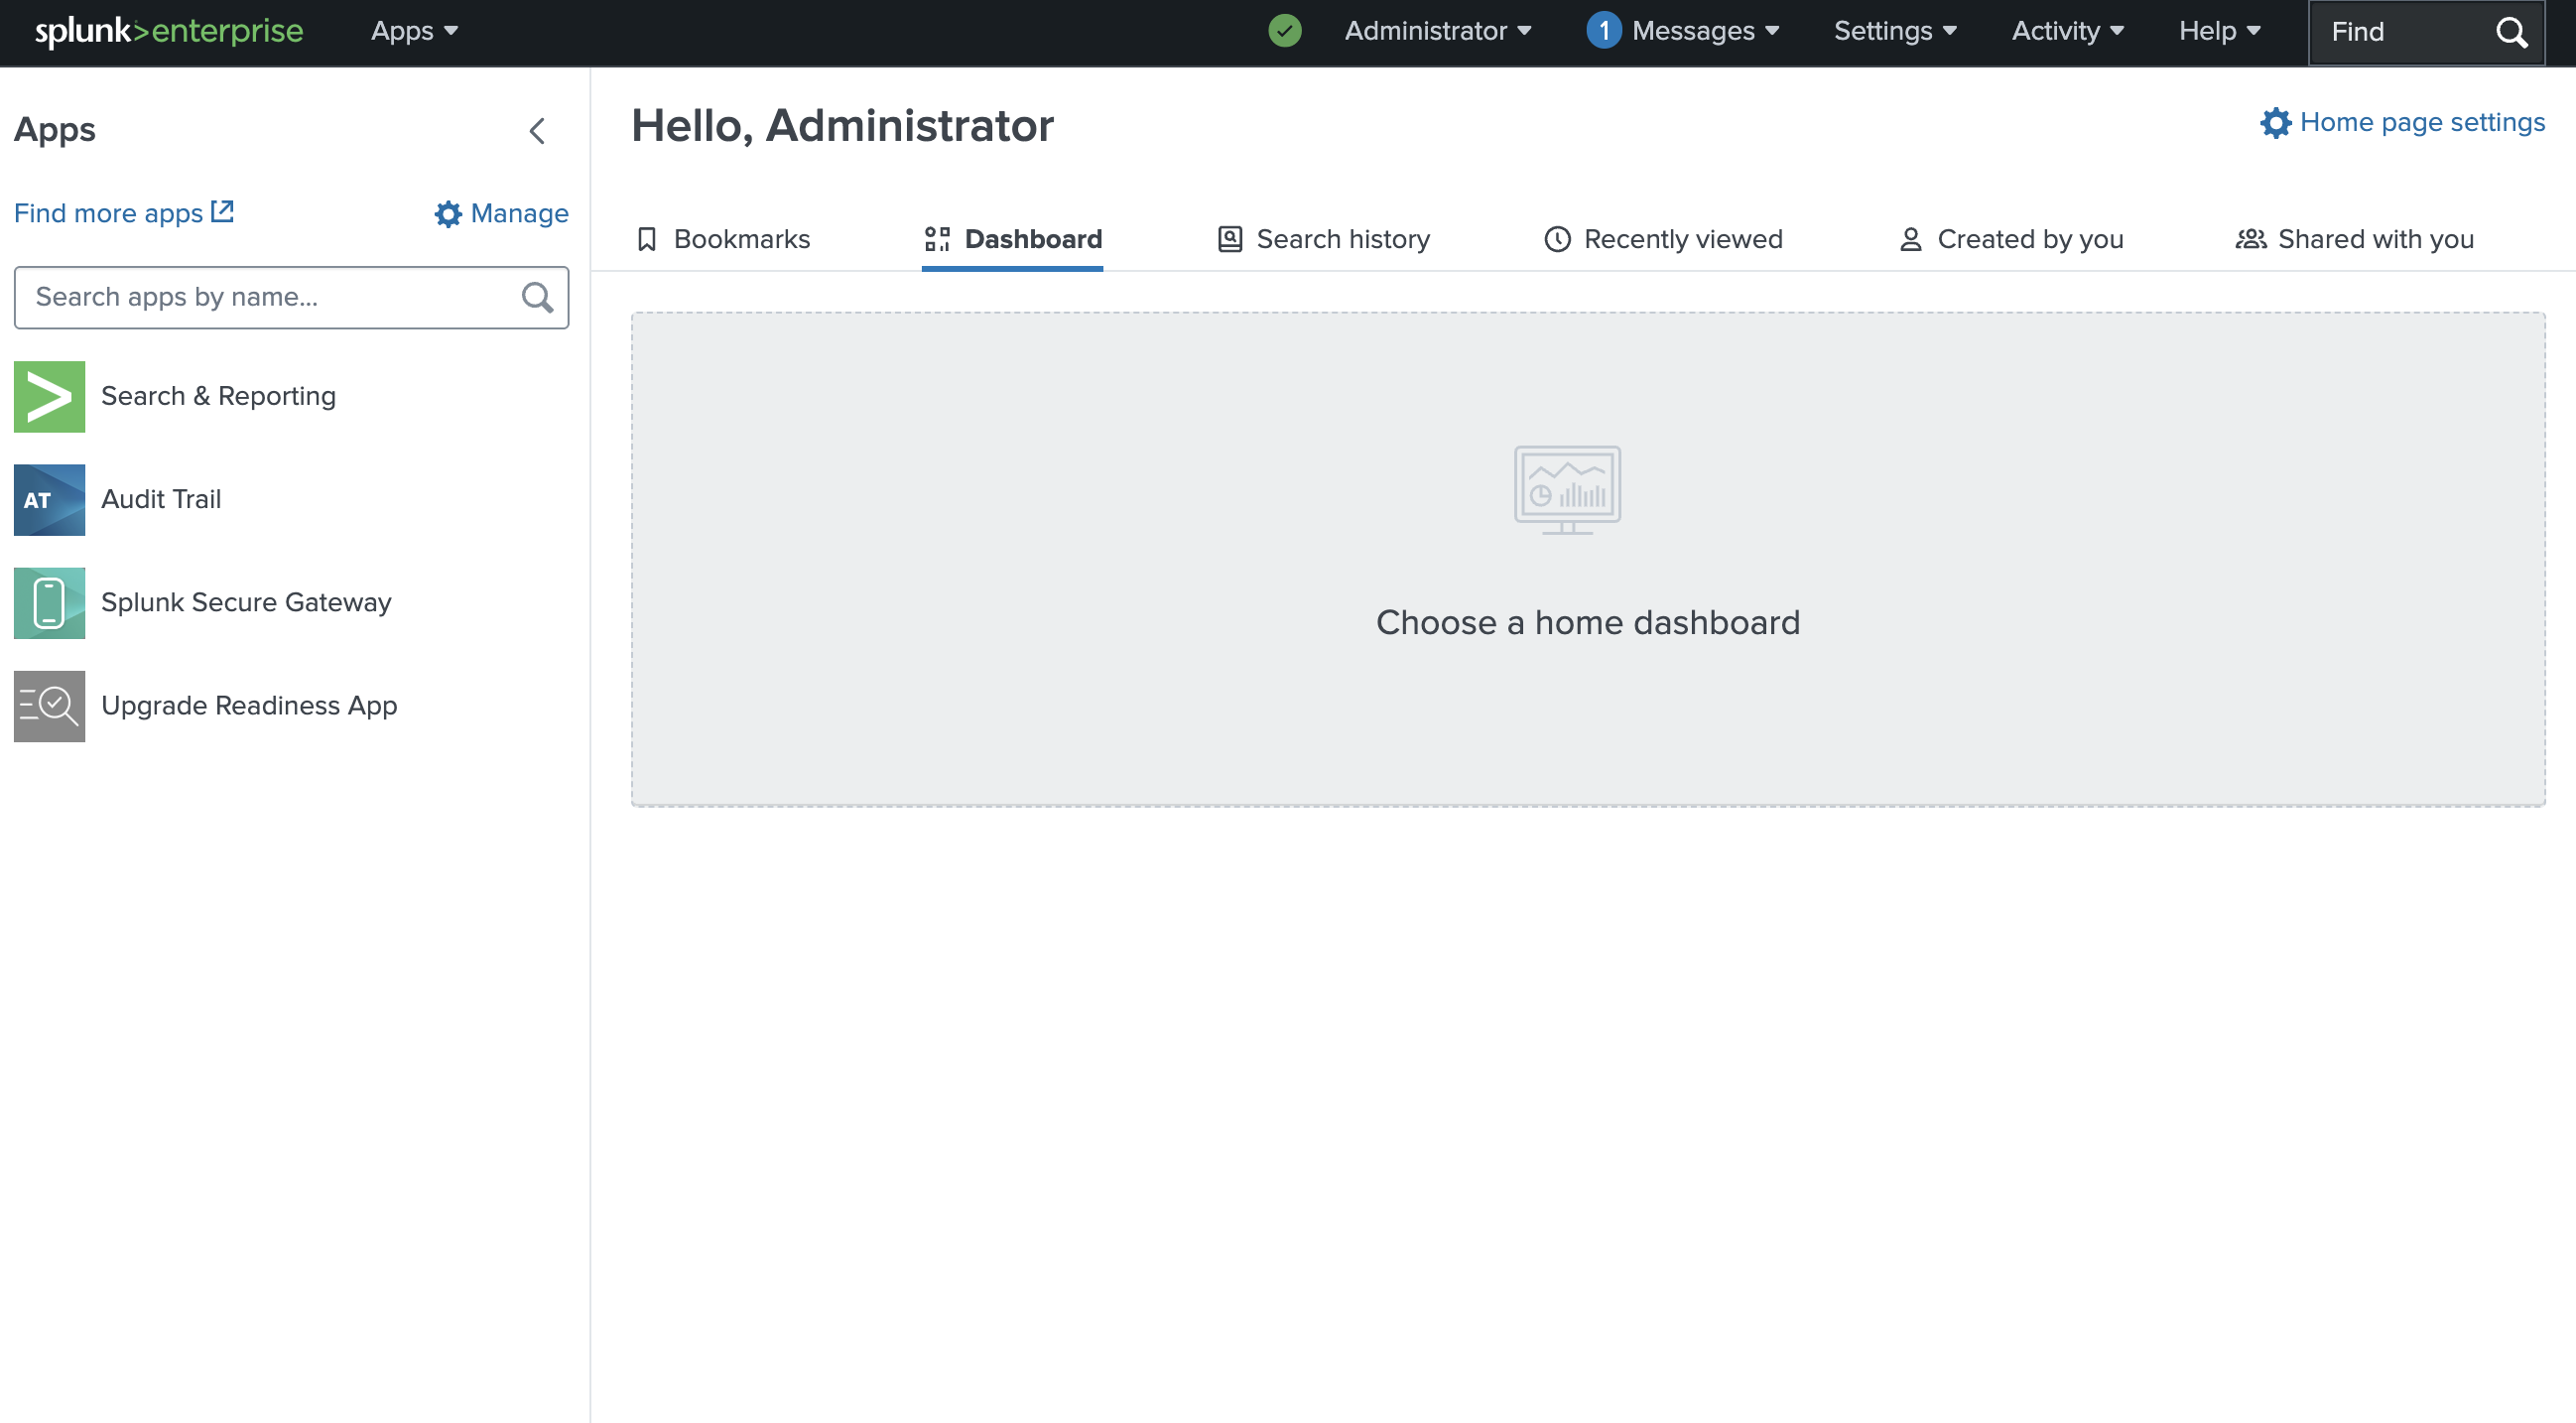 splunk>enterprise Apps Administrator 1 Messages Settings Activity Help Find
Apps
Find more apps Manage
Search apps by name...
Search & Reporting
AT Audit Trail
Splunk Secure Gateway
Upgrade Readiness App
Hello, Administrator
Home page settings
Bookmarks Dashboard Search history Recently viewed Created by you Shared with you
Choose a home dashboard